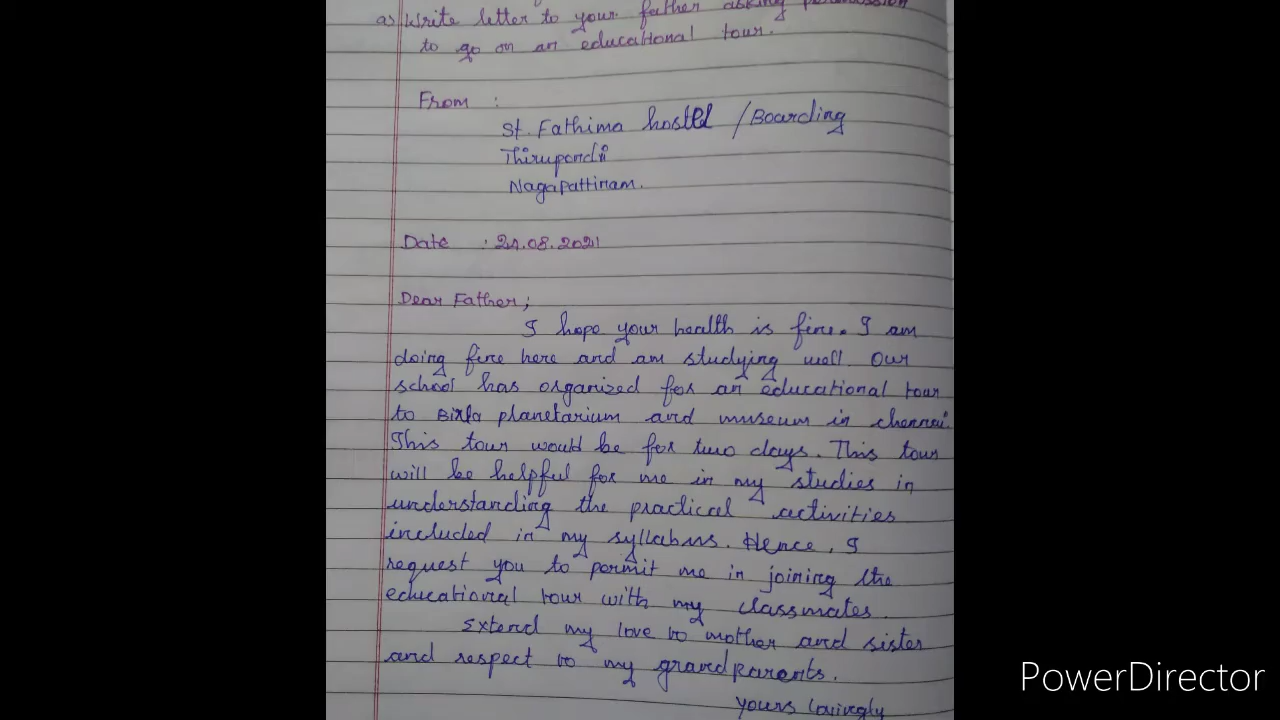 a) Write letter to your father asking permission
to go on an educational tour.
From :
St. Fathima hostel / Boarding
Thirupondi
Nagapattinam.
Date : 24.08.2021
Dear Father;
I hope your health is fine. I am
doing fine here and am studying well. Our
school has organized for an educational tour
to Birla planetarium and museum in chennai.
This tour would be for two days. This tour
will be helpful for me in my studies in
understanding the practical activities
included in my syllabus. Hence, I
request you to permit me in joining the
educational tour with my classmates.
Extend my love to mother and sister
and respect to my grandparents.
PowerDirector
Yours lovingly